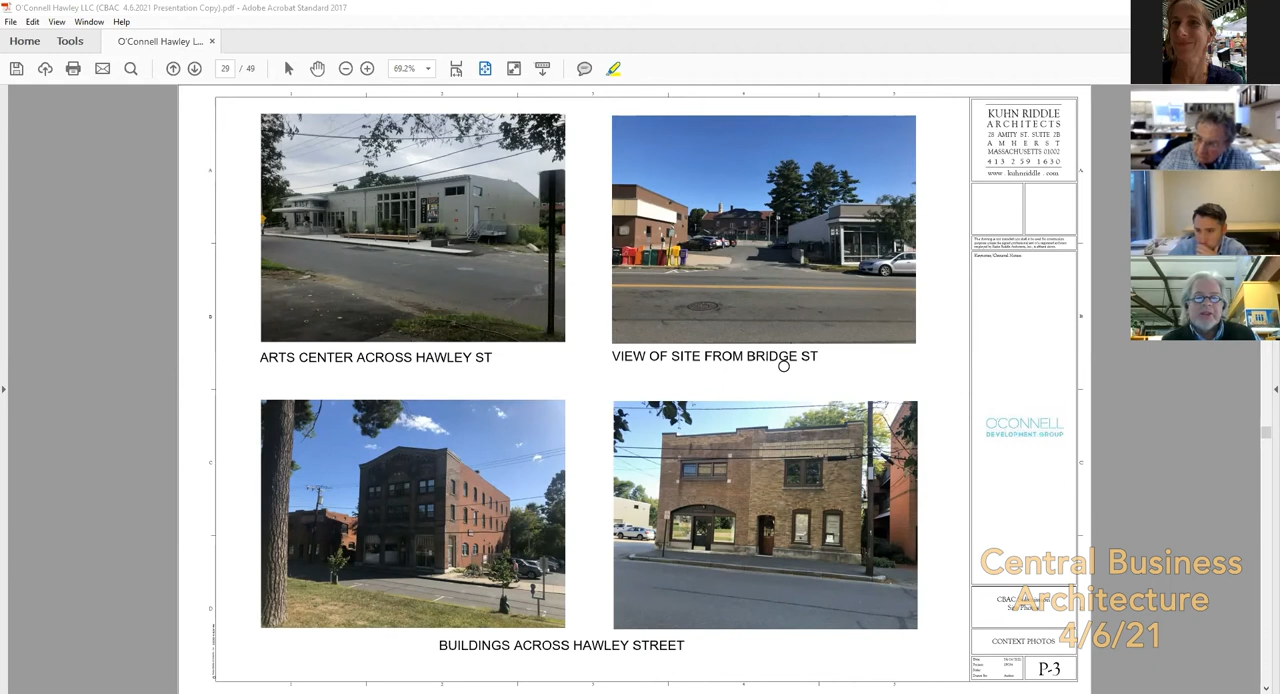 O'Connell Hawley LLC (CBAC 4.6.2021 Presentation Copy).pdf - Adobe Acrobat Standard 2017
File Edit View Window Help
Home Tools O'Connell Hawley L... ×
29 / 49 69.2%
KUHN RIDDLE
ARCHITECTS
28 AMITY ST. SUITE 2B
AMHERST
MASSACHUSETTS 01002
413 259 1630
www . kuhnriddle . com
ARTS CENTER ACROSS HAWLEY ST
VIEW OF SITE FROM BRIDGE ST
BUILDINGS ACROSS HAWLEY STREET
O'CONNELL
DEVELOPMENT GROUP
CONTEXT PHOTOS
P-3
Central Business
Architecture
4/6/21